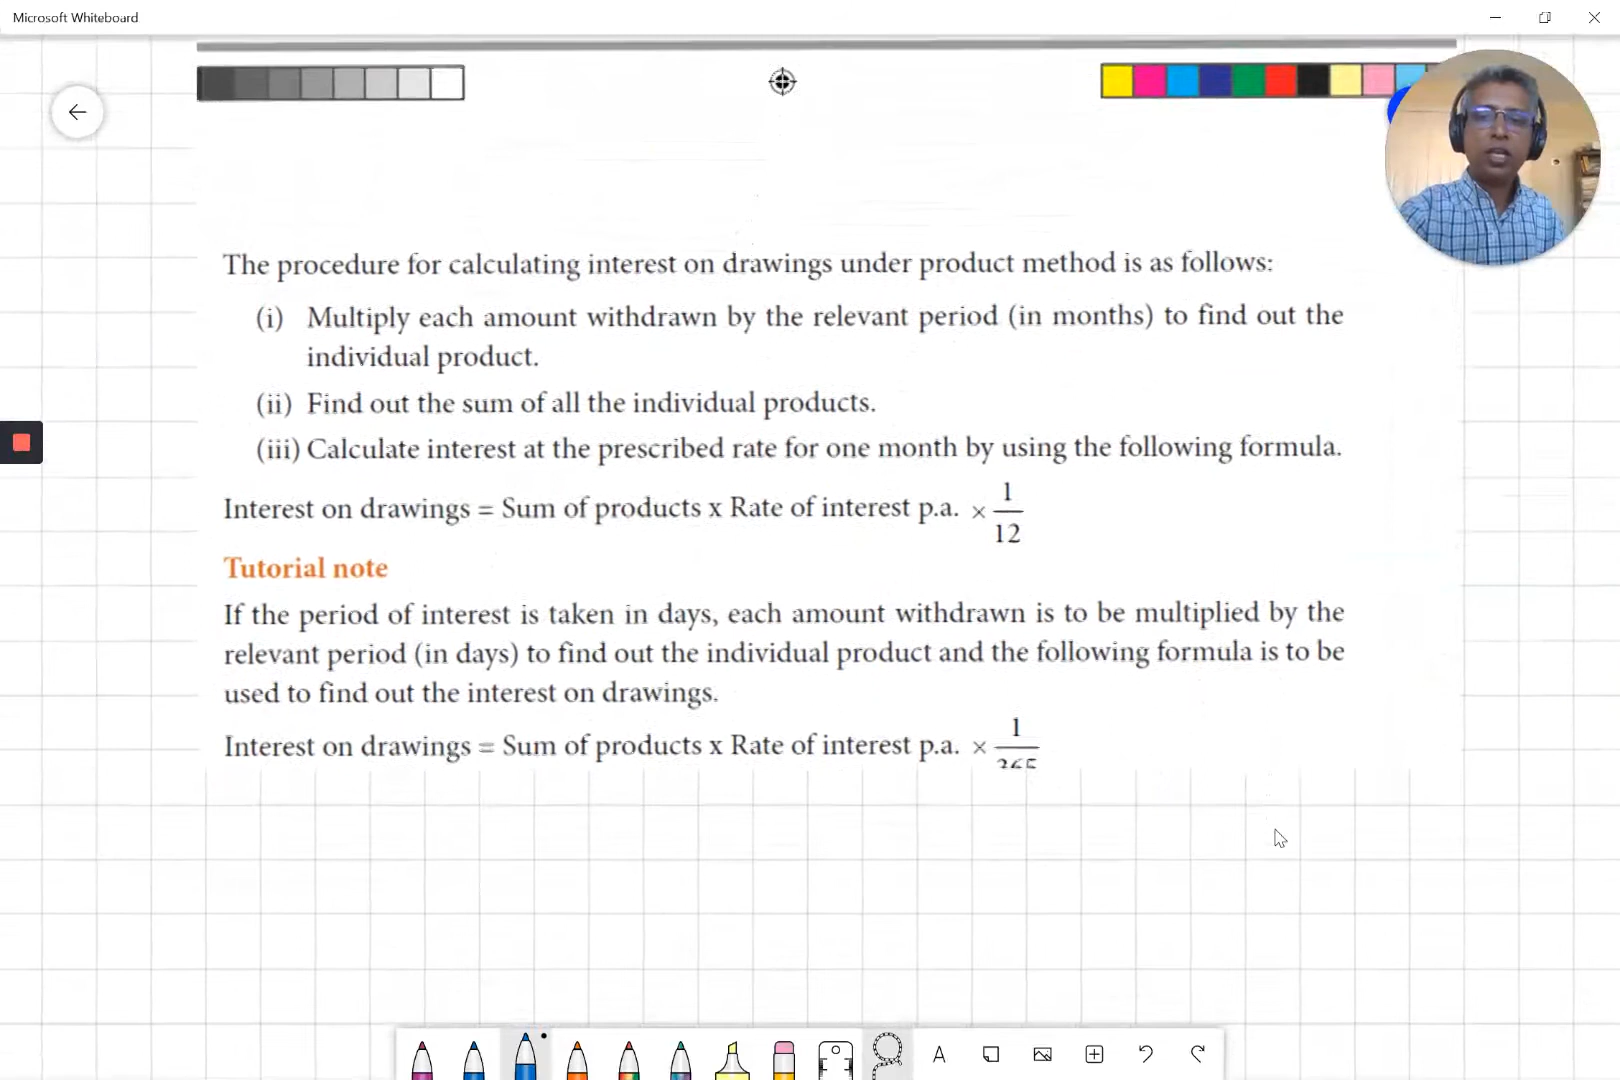 Microsoft Whiteboard
The procedure for calculating interest on drawings under product method is as follows:
(i) Multiply each amount withdrawn by the relevant period (in months) to find out the
individual product.
(ii) Find out the sum of all the individual products.
(iii) Calculate interest at the prescribed rate for one month by using the following formula.
Interest on drawings = Sum of products x Rate of interest p.a. × 1/12
Tutorial note
If the period of interest is taken in days, each amount withdrawn is to be multiplied by the
relevant period (in days) to find out the individual product and the following formula is to be
used to find out the interest on drawings.
Interest on drawings = Sum of products x Rate of interest p.a. × 1/365
A